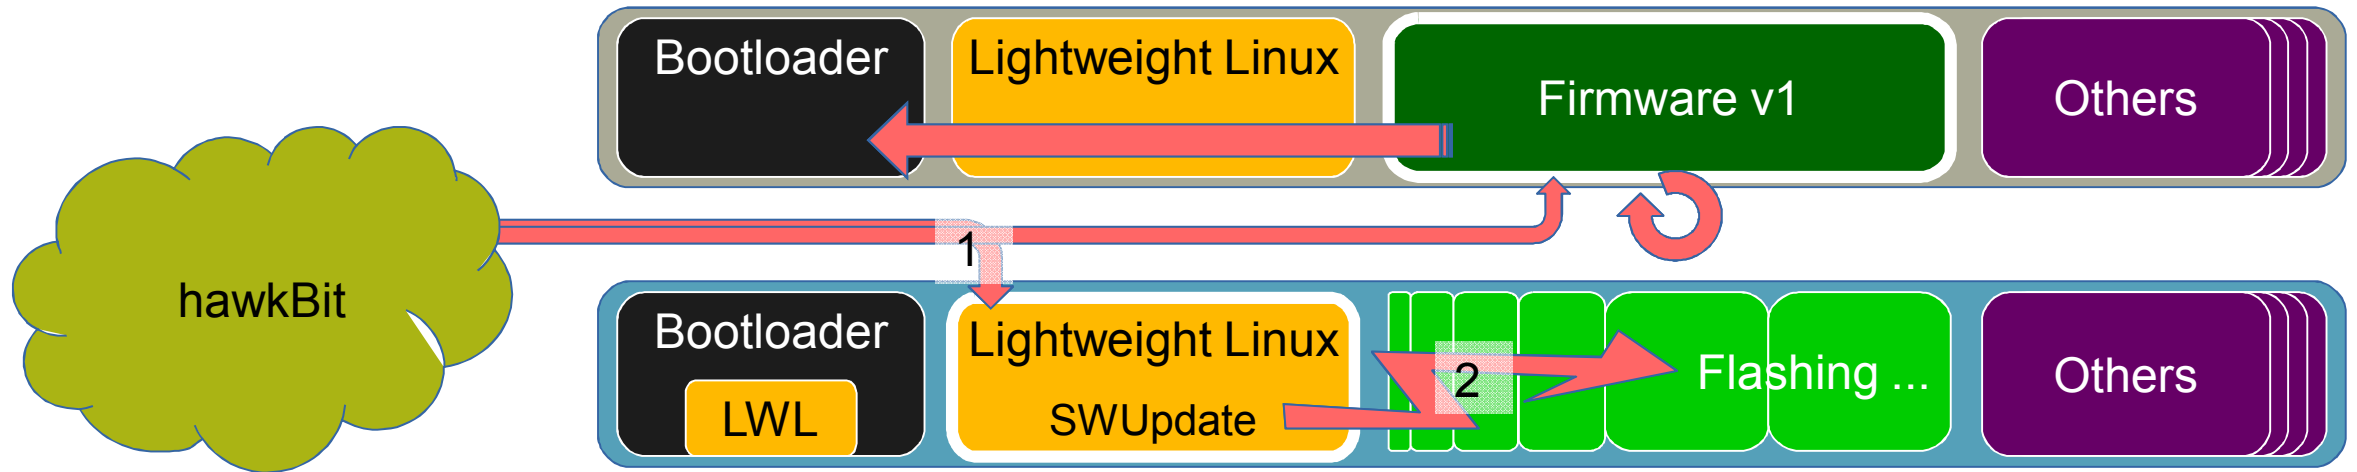 Bootloader
Lightweight Linux
Firmware v1
Others
hawkBit
1
Bootloader
LWL
Lightweight Linux
SWUpdate
2
Flashing ...
Others